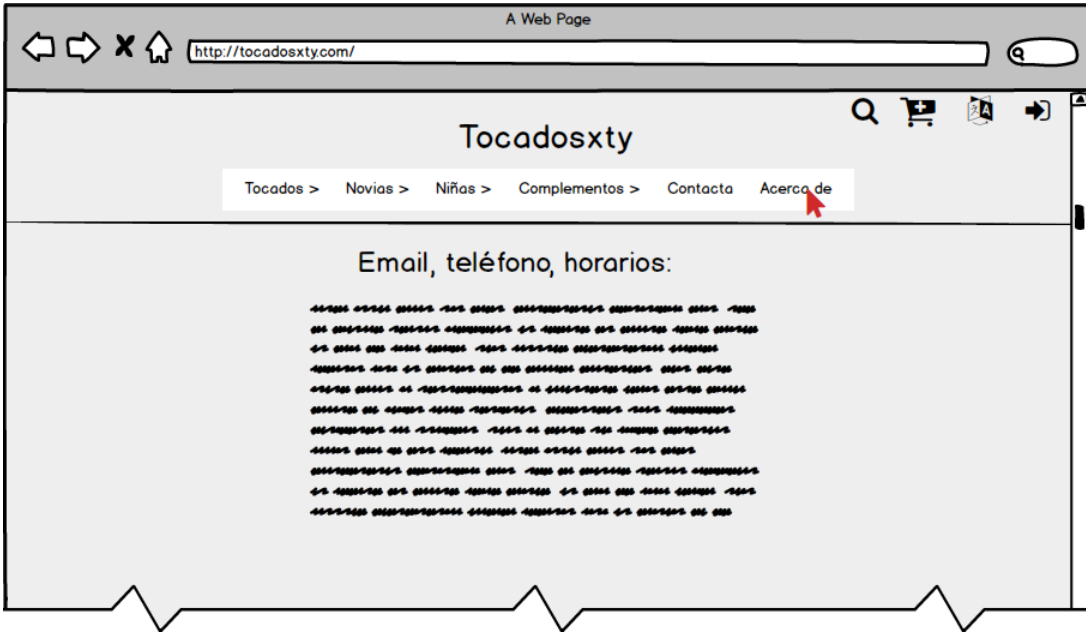 A Web Page
http://tocadosxty.com/
Tocadosxty
Tocados > Novias > Niñas > Complementos > Contacta Acerca de
Email, teléfono, horarios: